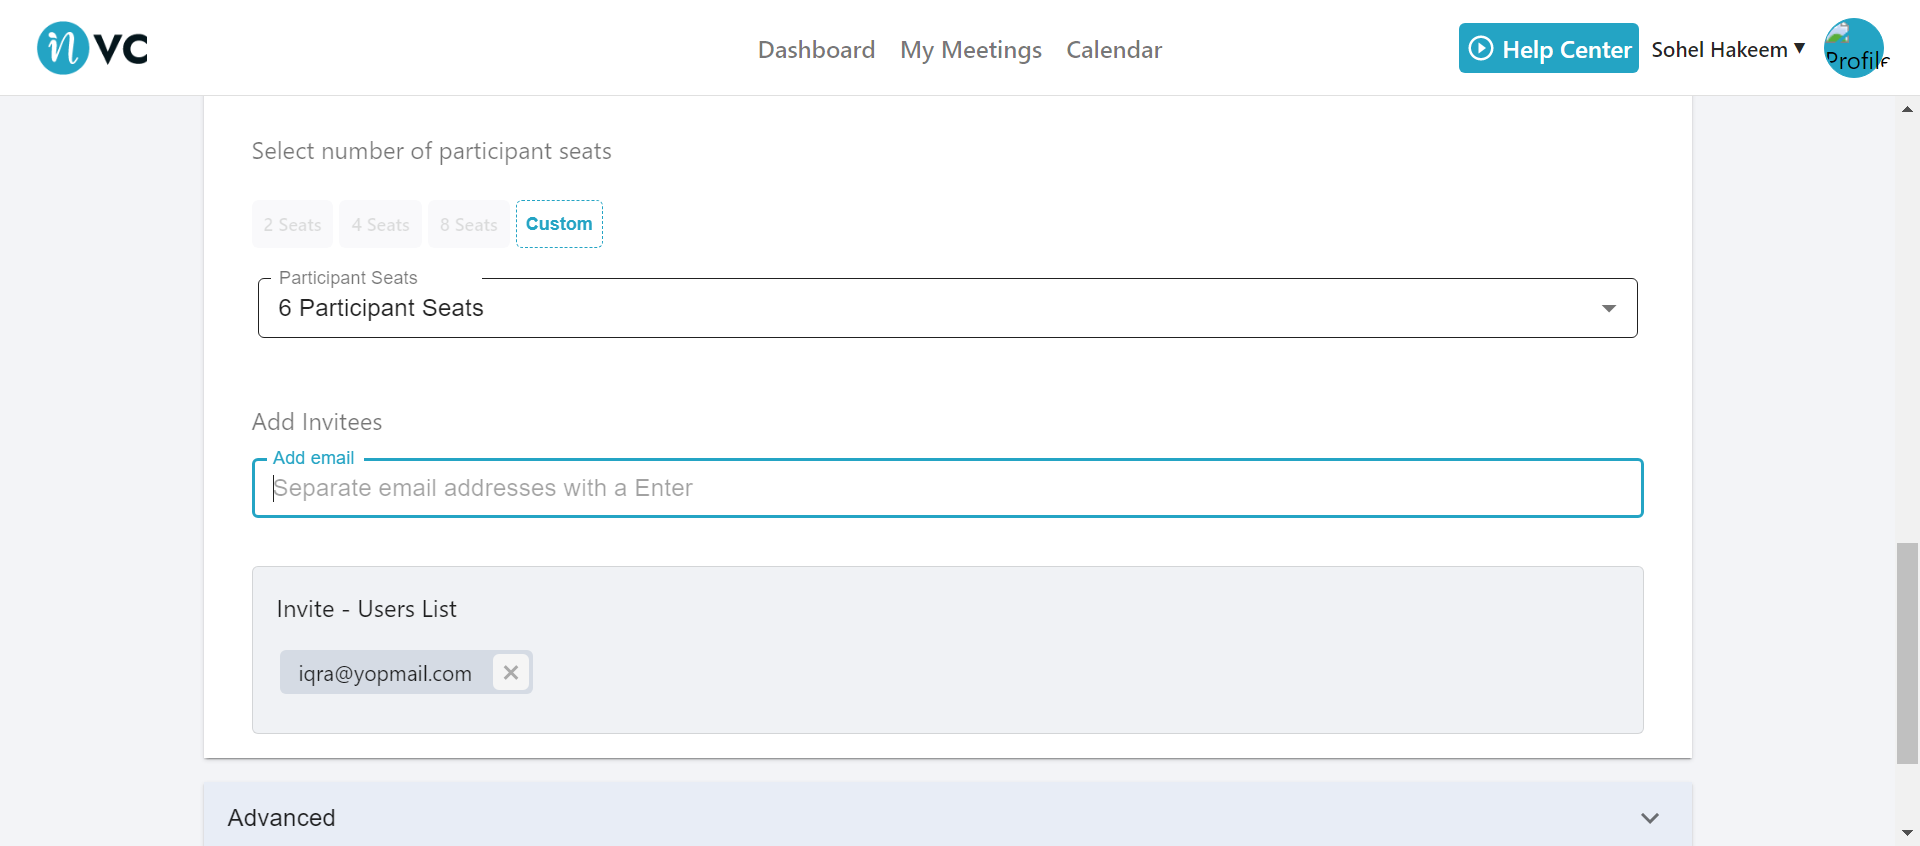 n VC
Dashboard My Meetings Calendar
Help Center Sohel Hakeem
Profile
Select number of participant seats
2 Seats 4 Seats 8 Seats Custom
Participant Seats
6 Participant Seats
Add Invitees
Add email
Separate email addresses with a Enter
Invite - Users List
iqra@yopmail.com
Advanced